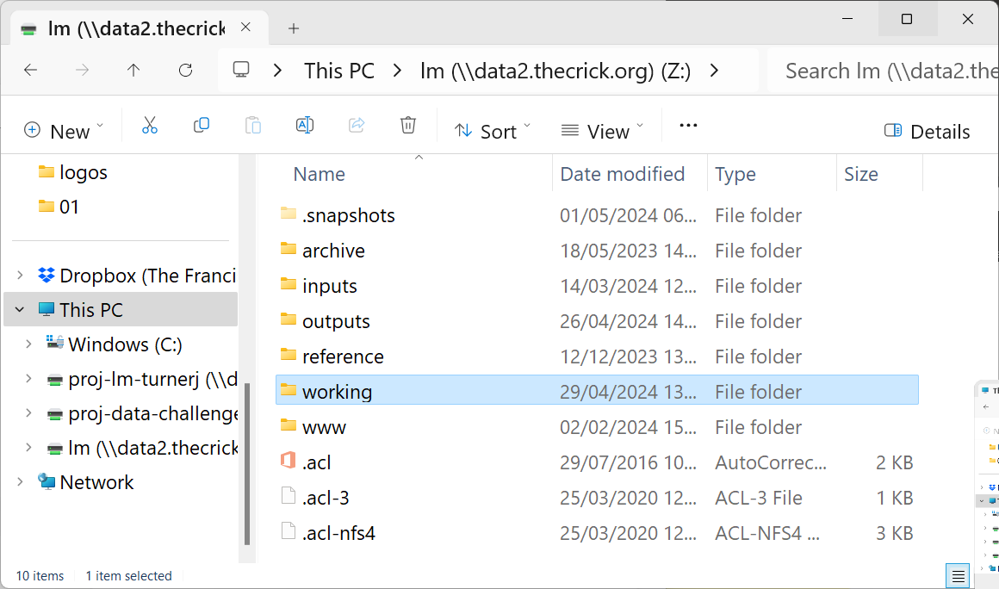 lm (\\data2.thecrick
This PC lm (\\data2.thecrick.org) (Z:) Search lm (\\data2.the
New Sort View ... Details
logos
01
Dropbox (The Franci
This PC
Windows (C:)
proj-lm-turnerj (\\d
proj-data-challenge
lm (\\data2.thecrick
Network
Name Date modified Type Size
.snapshots 01/05/2024 06... File folder
archive 18/05/2023 14... File folder
inputs 14/03/2024 12... File folder
outputs 26/04/2024 14... File folder
reference 12/12/2023 13... File folder
working 29/04/2024 13... File folder
www 02/02/2024 15... File folder
.acl 29/07/2016 10... AutoCorrec... 2 KB
.acl-3 25/03/2020 12... ACL-3 File 1 KB
.acl-nfs4 25/03/2020 12... ACL-NFS4 ... 3 KB
10 items 1 item selected